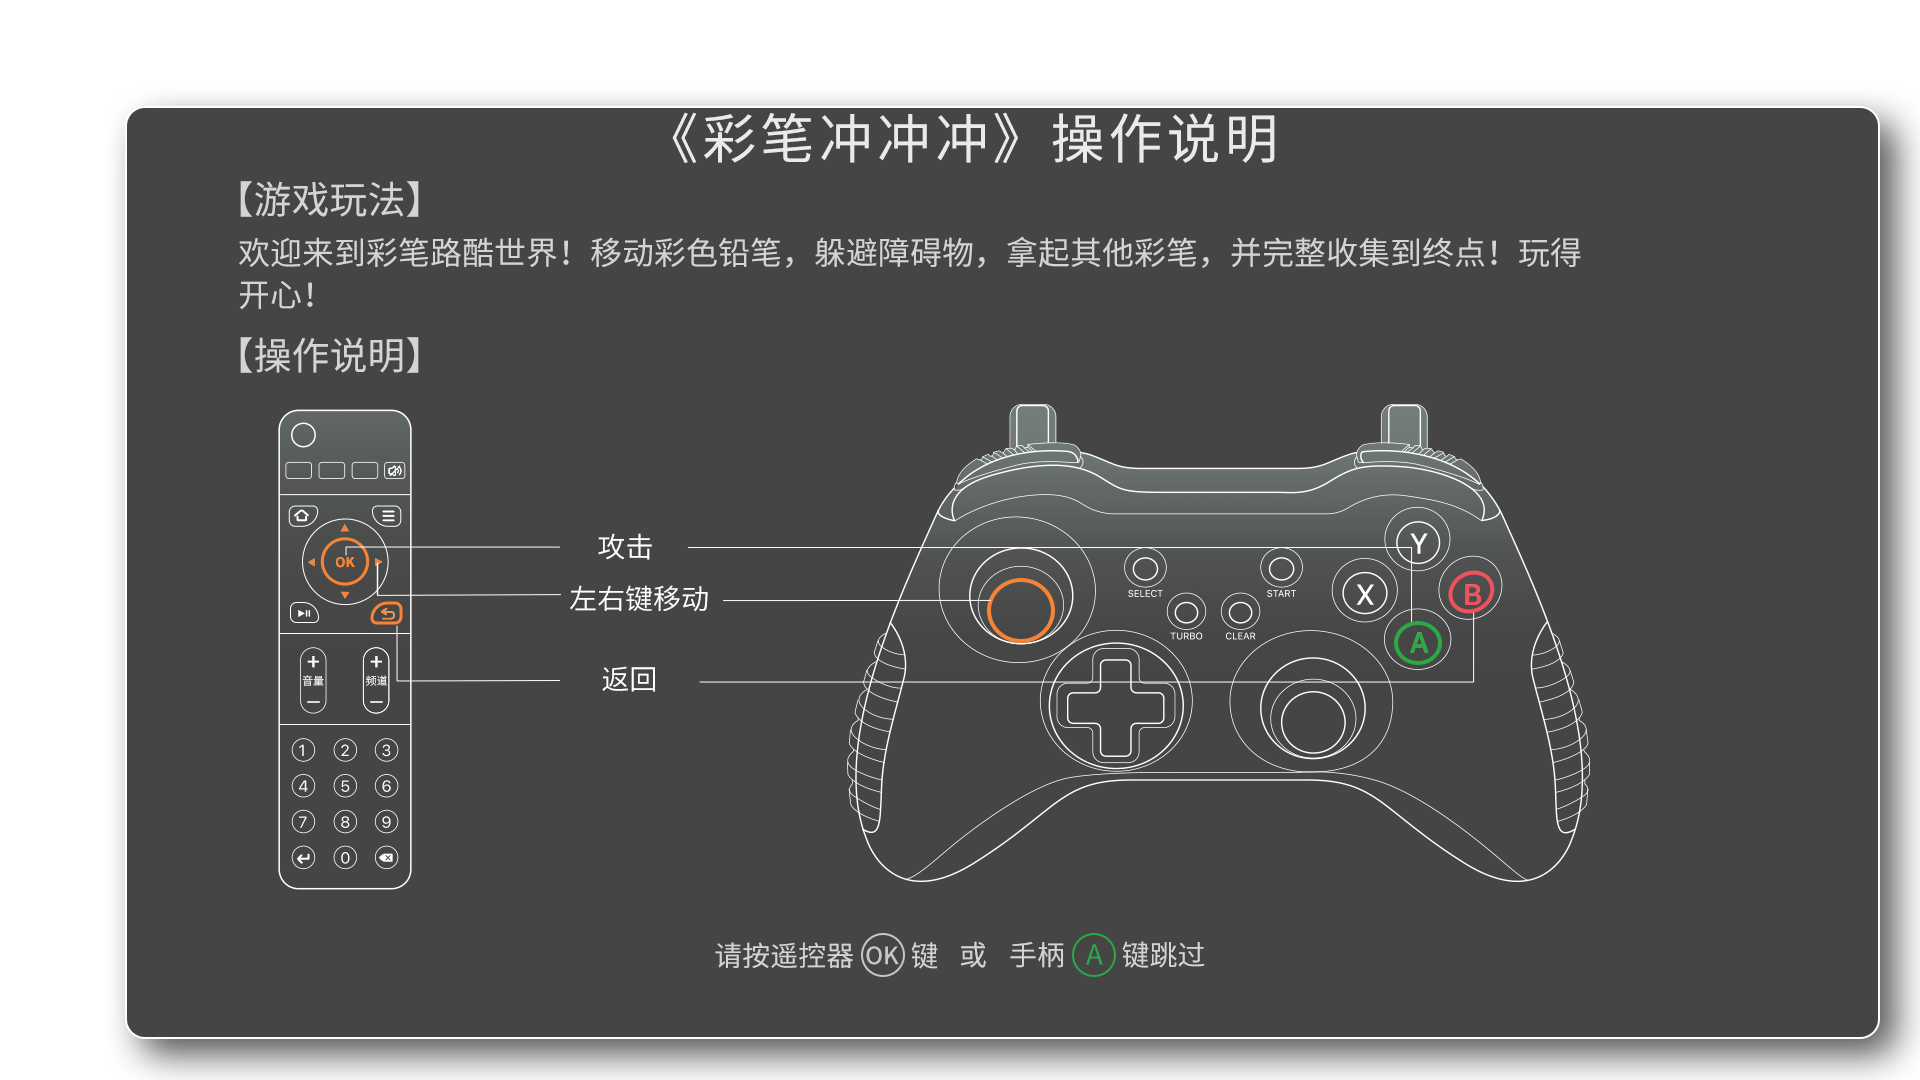 《彩笔冲冲冲》操作说明
【游戏玩法】
欢迎来到彩笔路酷世界！移动彩色铅笔，躲避障碍物，拿起其他彩笔，并完整收集到终点！玩得
开心！
【操作说明】
OK
音量
频道
1 2 3
4 5 6
7 8 9
0
攻击
左右键移动
返回
SELECT
START
TURBO
CLEAR
Y
X
B
A
请按遥控器 OK 键 或 手柄 A 键跳过